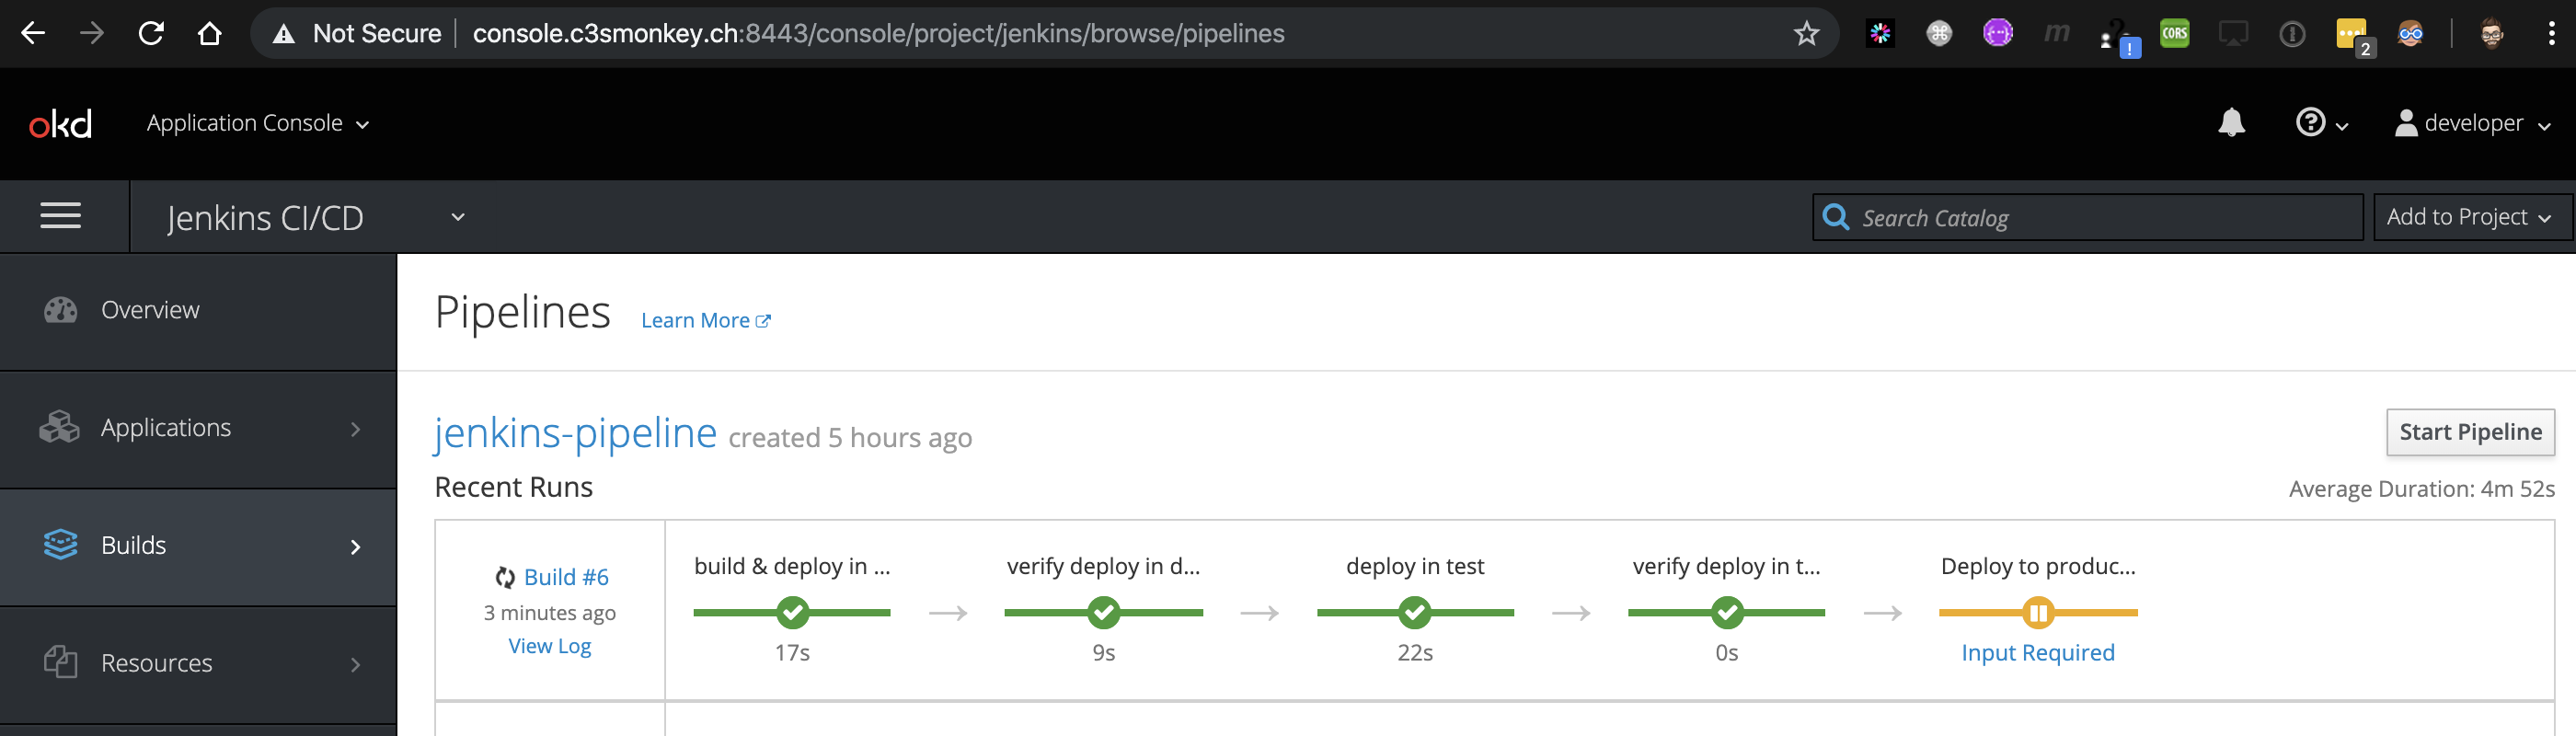 Not Secure console.c3smonkey.ch:8443/console/project/jenkins/browse/pipelines
m ? ! CORS 2
okd Application Console developer
Jenkins CI/CD Search Catalog Add to Project
Overview
Pipelines Learn More
Applications
jenkins-pipeline created 5 hours ago Start Pipeline
Recent Runs Average Duration: 4m 52s
Builds
Build #6
3 minutes ago
View Log
build & deploy in ... verify deploy in d... deploy in test verify deploy in t... Deploy to produc...
17s 9s 22s 0s Input Required
Resources